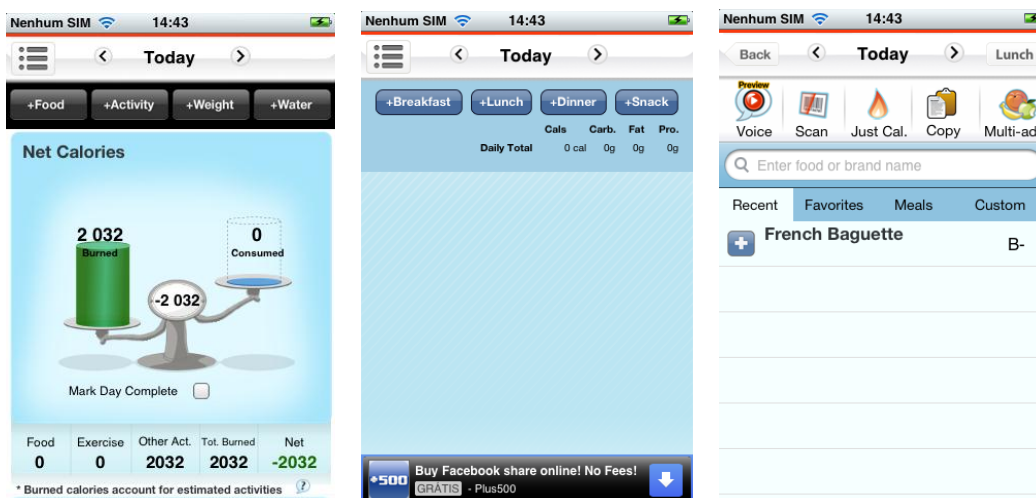 Nenhum SIM 14:43
Today
+Food +Activity +Weight +Water
Net Calories
2 032
Burned
0
Consumed
-2 032
Mark Day Complete
Food Exercise Other Act. Tot. Burned Net
0 0 2032 2032 -2032
* Burned calories account for estimated activities ?
Nenhum SIM 14:43
Today
+Breakfast +Lunch +Dinner +Snack
Cals Carb. Fat Pro.
Daily Total 0 cal 0g 0g 0g
+500
Buy Facebook share online! No Fees!
GRÁTIS - Plus500
Nenhum SIM 14:43
Back Today Lunch
Preview
Voice Scan Just Cal. Copy Multi-ad
Enter food or brand name
Recent Favorites Meals Custom
French Baguette B-